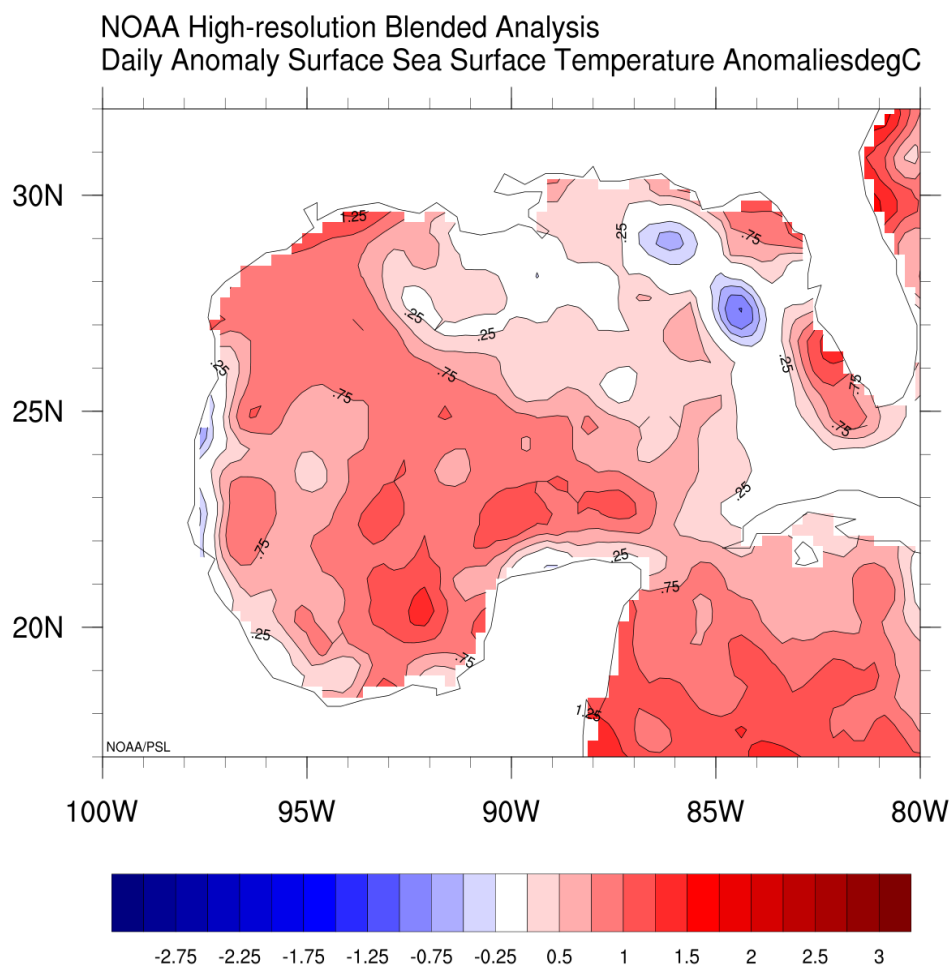 NOAA High-resolution Blended Analysis
Daily Anomaly Surface Sea Surface Temperature AnomaliesdegC
30N
25N
20N
1.25
.25
.75
.25
.25
.25
.75
.75
.25
.75
.75
.25
.75
.25
.75
.25
.75
1.25
NOAA/PSL
100W 95W 90W 85W 80W
-2.75 -2.25 -1.75 -1.25 -0.75 -0.25 0.5 1 1.5 2 2.5 3